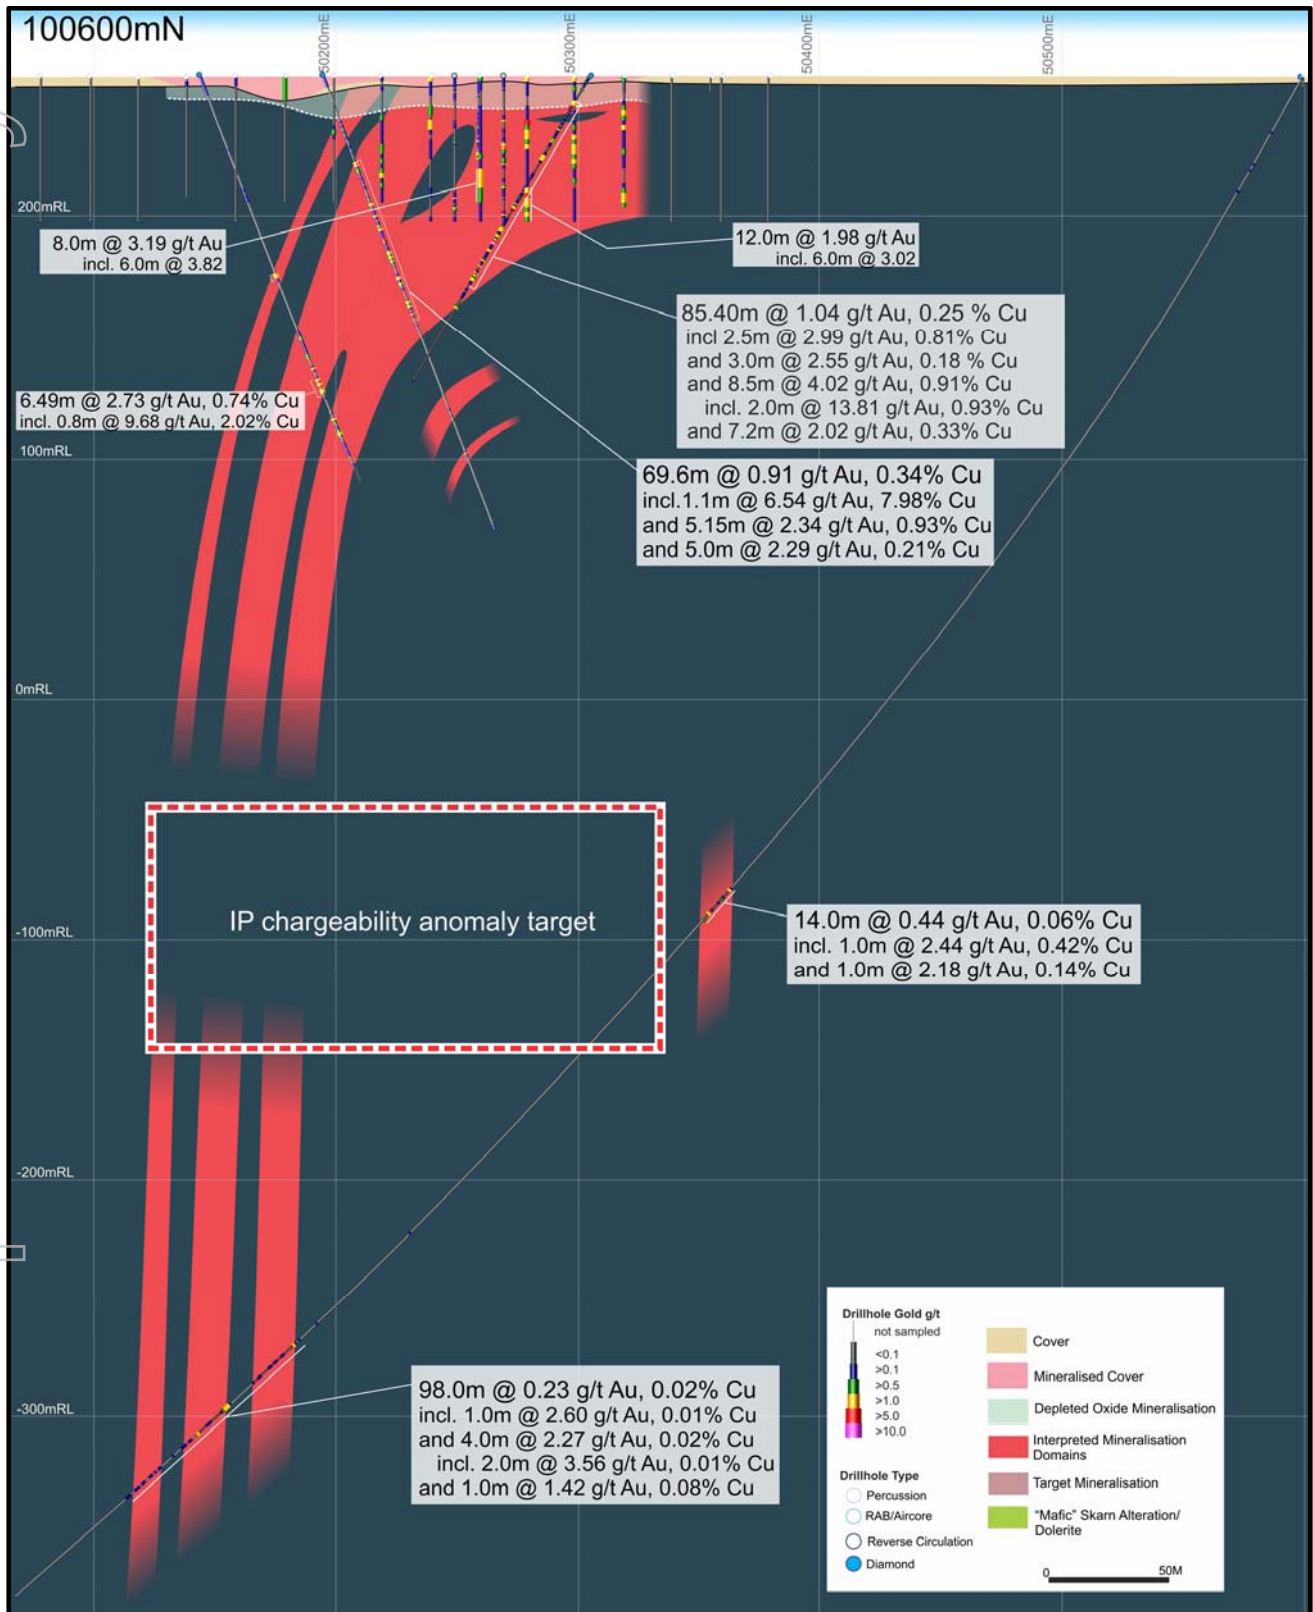 100600mN
50200mE
50300mE
50400mE
50500mE
200mRL
8.0m @ 3.19 g/t Au
incl. 6.0m @ 3.82
12.0m @ 1.98 g/t Au
incl. 6.0m @ 3.02
85.40m @ 1.04 g/t Au, 0.25 % Cu
incl 2.5m @ 2.99 g/t Au, 0.81% Cu
and 3.0m @ 2.55 g/t Au, 0.18 % Cu
and 8.5m @ 4.02 g/t Au, 0.91% Cu
incl. 2.0m @ 13.81 g/t Au, 0.93% Cu
and 7.2m @ 2.02 g/t Au, 0.33% Cu
6.49m @ 2.73 g/t Au, 0.74% Cu
incl. 0.8m @ 9.68 g/t Au, 2.02% Cu
100mRL
69.6m @ 0.91 g/t Au, 0.34% Cu
incl.1.1m @ 6.54 g/t Au, 7.98% Cu
and 5.15m @ 2.34 g/t Au, 0.93% Cu
and 5.0m @ 2.29 g/t Au, 0.21% Cu
0mRL
IP chargeability anomaly target
-100mRL
14.0m @ 0.44 g/t Au, 0.06% Cu
incl. 1.0m @ 2.44 g/t Au, 0.42% Cu
and 1.0m @ 2.18 g/t Au, 0.14% Cu
-200mRL
-300mRL
98.0m @ 0.23 g/t Au, 0.02% Cu
incl. 1.0m @ 2.60 g/t Au, 0.01% Cu
and 4.0m @ 2.27 g/t Au, 0.02% Cu
incl. 2.0m @ 3.56 g/t Au, 0.01% Cu
and 1.0m @ 1.42 g/t Au, 0.08% Cu
Drillhole Gold g/t
not sampled
<0.1
>0.1
>0.5
>1.0
>5.0
>10.0
Drillhole Type
Percussion
RAB/Aircore
Reverse Circulation
Diamond
Cover
Mineralised Cover
Depleted Oxide Mineralisation
Interpreted Mineralisation
Domains
Target Mineralisation
"Mafic" Skarn Alteration/
Dolerite
0 50M